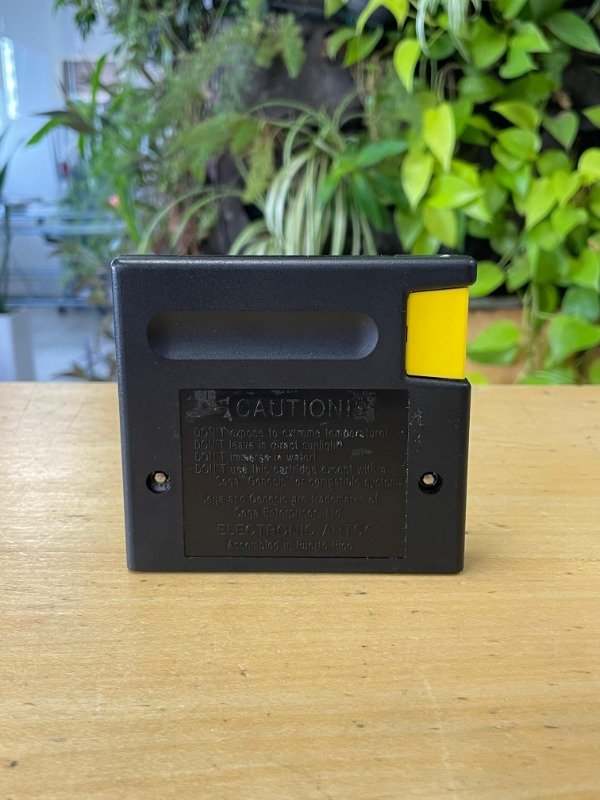 CAUTION!
· DON'T expose to extreme temperature!
· DON'T leave in direct sunlight!
· DON'T immerse in water!
· DON'T use this cartridge except with a
Sega™ Genesis™ or compatible system.
Sega and Genesis are trademarks of
Sega Enterprises, Ltd.
ELECTRONIC ARTS®
Assembled in Puerto Rico